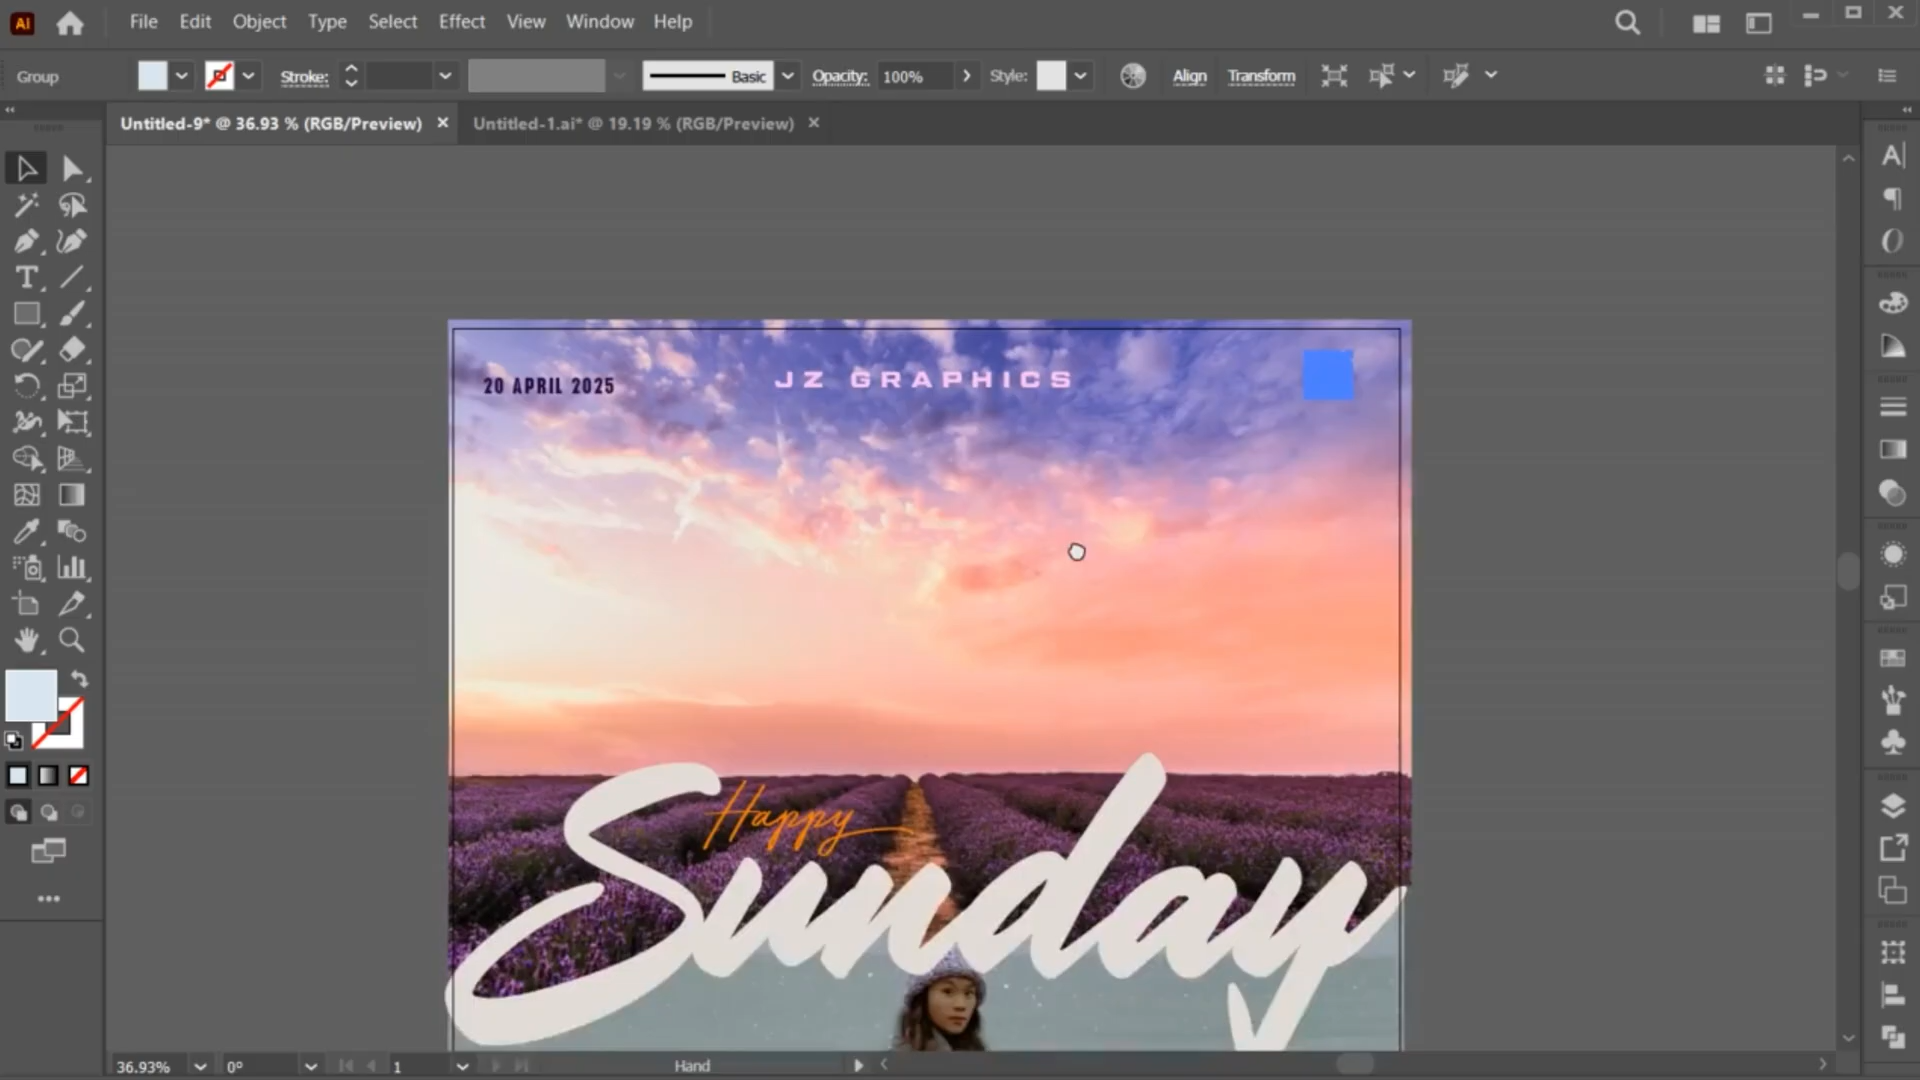 Ai File Edit Object Type Select Effect View Window Help
Group Stroke: Basic Opacity: 100% Style: Align Transform
Untitled-9* @ 36.93 % (RGB/Preview) Untitled-1.ai* @ 19.19 % (RGB/Preview)
20 APRIL 2025 JZ GRAPHICS
Happy
Sunday
36.93% 0° 1 Hand